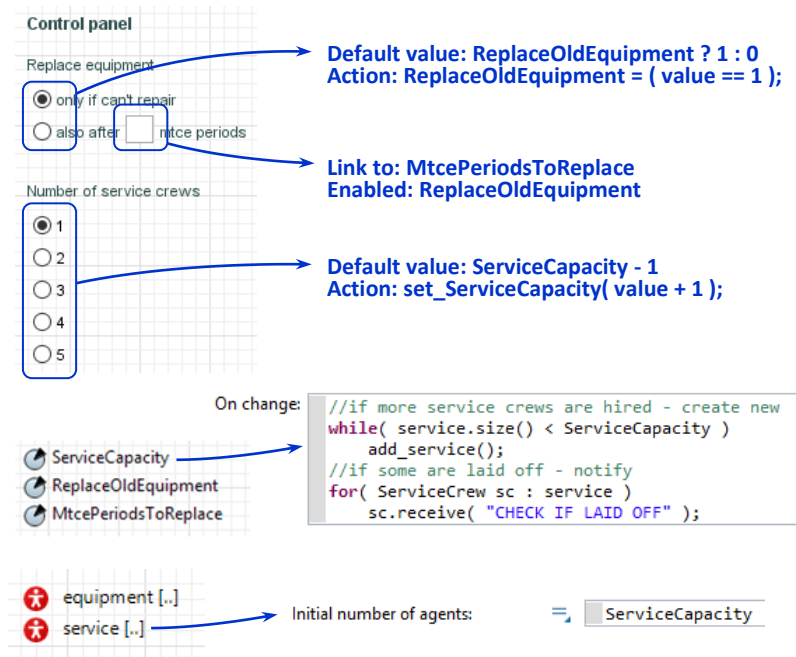 Control panel
Replace equipment
only if can't repair
also after mtce periods
Default value: ReplaceOldEquipment ? 1 : 0
Action: ReplaceOldEquipment = ( value == 1 );
Link to: MtcePeriodsToReplace
Enabled: ReplaceOldEquipment
Number of service crews
1
2
3
4
5
Default value: ServiceCapacity - 1
Action: set_ServiceCapacity( value + 1 );
On change:
//if more service crews are hired - create new
while( service.size() < ServiceCapacity )
add_service();
//if some are laid off - notify
for( ServiceCrew sc : service )
sc.receive( "CHECK IF LAID OFF" );
ServiceCapacity
ReplaceOldEquipment
MtcePeriodsToReplace
equipment [..]
service [..]
Initial number of agents:
ServiceCapacity